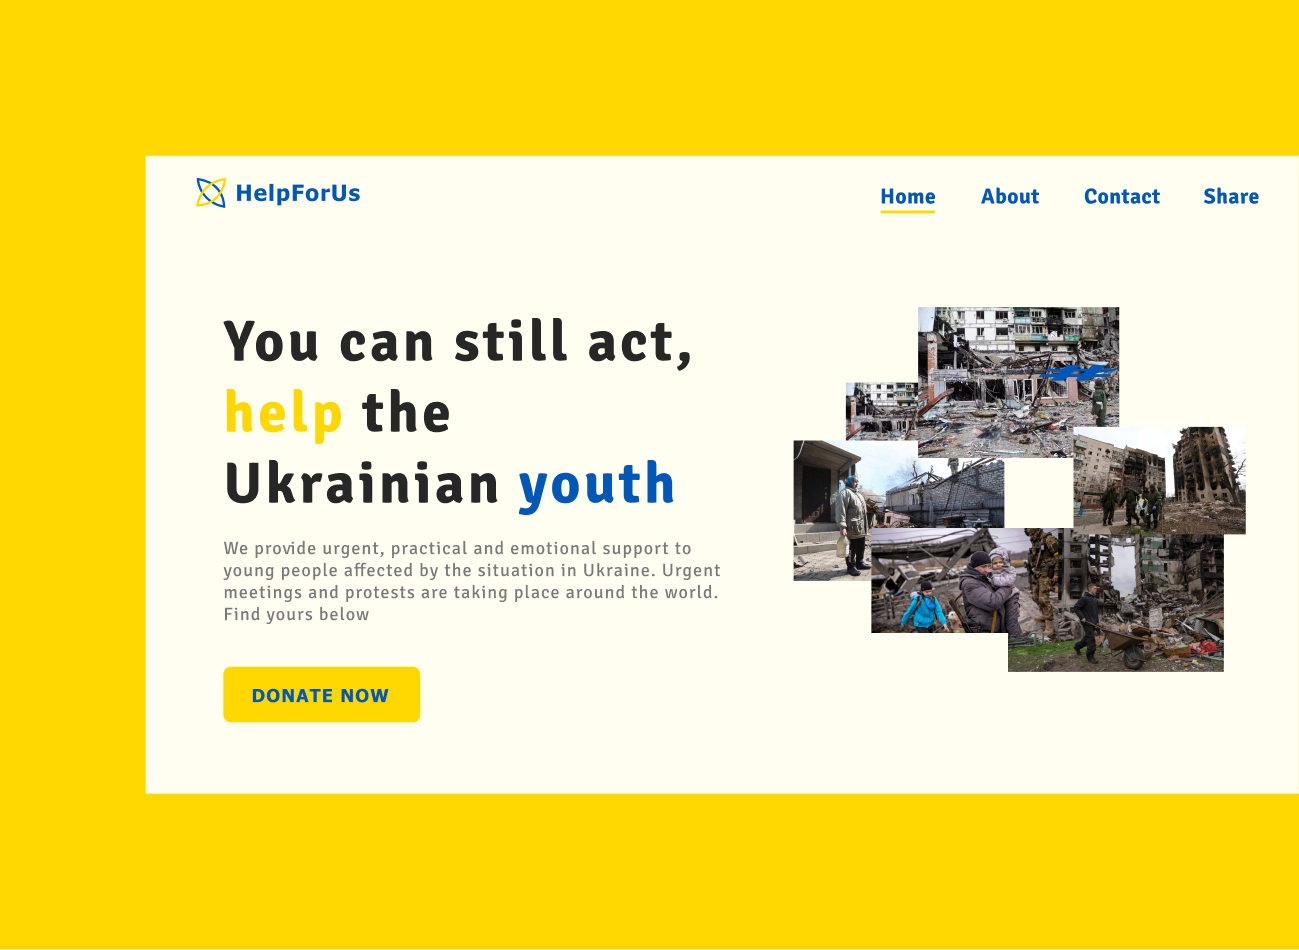 HelpForUs
Home About Contact Share
You can still act,
help the
Ukrainian youth
We provide urgent, practical and emotional support to
young people affected by the situation in Ukraine. Urgent
meetings and protests are taking place around the world.
Find yours below
DONATE NOW